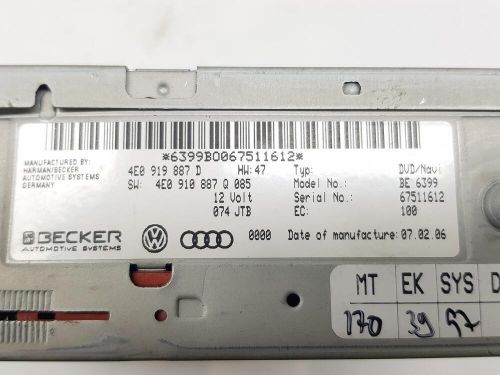 *6399BO067511612*
MANUFACTURED BY:
HARMAN/BECKER
AUTOMOTIVE SYSTEMS
GERMANY
4E0 919 887 D HW: 47 Typ: DVD/Navi
SW: 4E0 910 887 Q 085 Model No.: BE 6399
12 Volt Serial No.: 67511612
074 JTB EC: 100
BECKER
AUTOMOTIVE SYSTEMS
0000 Date of manufacture: 07.02.06
MT EK SYS D
170 39 57